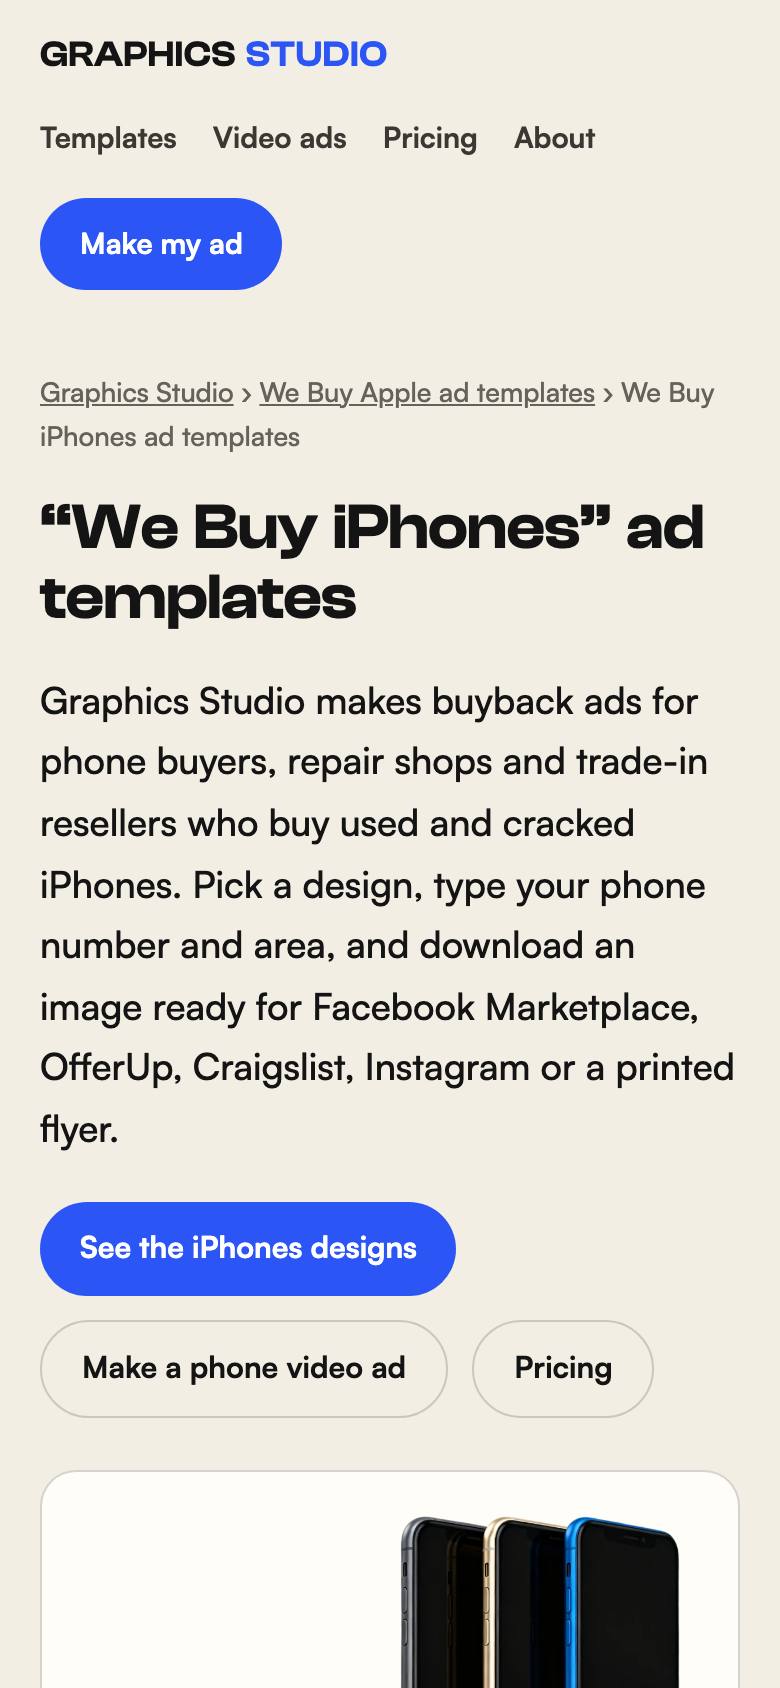 GRAPHICS STUDIO
Templates Video ads Pricing About
Make my ad
Graphics Studio › We Buy Apple ad templates › We Buy
iPhones ad templates
“We Buy iPhones” ad
templates
Graphics Studio makes buyback ads for
phone buyers, repair shops and trade-in
resellers who buy used and cracked
iPhones. Pick a design, type your phone
number and area, and download an
image ready for Facebook Marketplace,
OfferUp, Craigslist, Instagram or a printed
flyer.
See the iPhones designs
Make a phone video ad Pricing